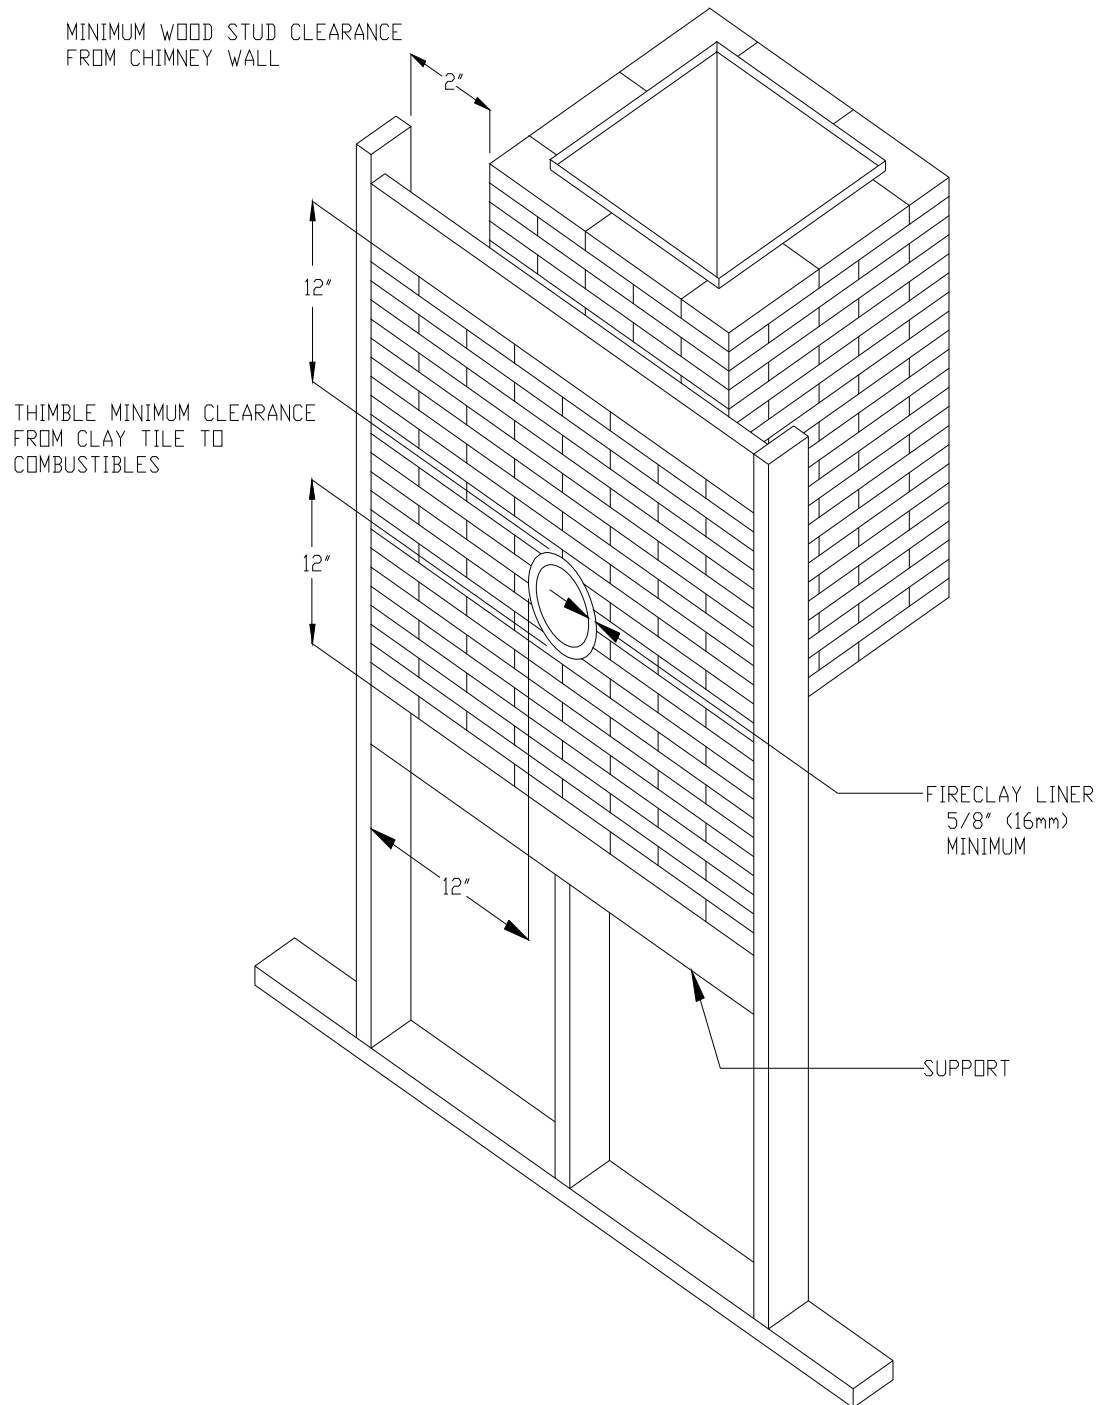 MINIMUM WOOD STUD CLEARANCE
FROM CHIMNEY WALL
2"
12"
THIMBLE MINIMUM CLEARANCE
FROM CLAY TILE TO
COMBUSTIBLES
12"
FIRECLAY LINER
5/8" (16mm)
MINIMUM
12"
SUPPORT